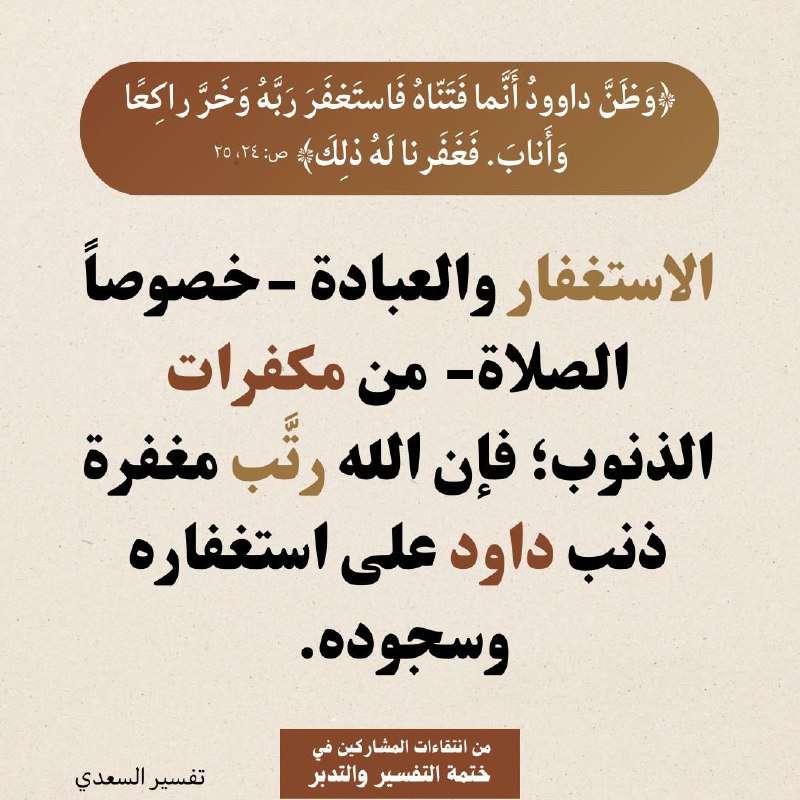 ﴿وَظَنَّ داوودُ أَنَّما فَتَنّاهُ فَاستَغفَرَ رَبَّهُ وَخَرَّ راكِعًا
وَأَنابَ. فَغَفَرنا لَهُ ذلِكَ﴾ ص: ٢٤، ٢٥
الاستغفار والعبادة -خصوصاً
الصلاة- من مكفرات
الذنوب؛ فإن الله رتَّب مغفرة
ذنب داود على استغفاره
وسجوده.
من انتقاءات المشاركين في
ختمة التفسير والتدبر
تفسير السعدي